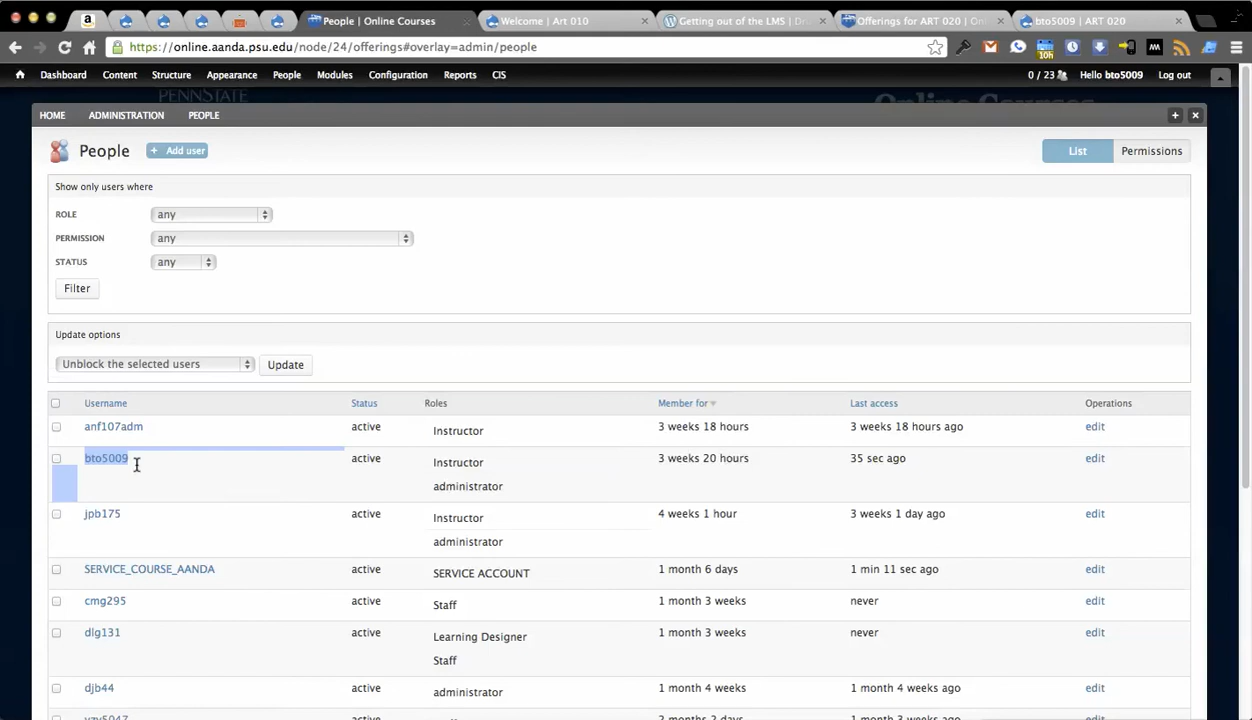 People | Online Courses
Welcome | Art 010
Getting out of the LMS | Dru
Offerings for ART 020 | Onli
bto5009 | ART 020
https://online.aanda.psu.edu/node/24/offerings#overlay=admin/people
10h
Dashboard Content Structure Appearance People Modules Configuration Reports CIS
0 / 23 Hello bto5009 Log out
PENNSTATE
Online Courses
HOME ADMINISTRATION PEOPLE
People + Add user List Permissions
Show only users where
ROLE any
PERMISSION any
STATUS any
Filter
Update options
Unblock the selected users Update
Username Status Roles Member for Last access Operations
anf107adm active Instructor 3 weeks 18 hours 3 weeks 18 hours ago edit
bto5009 active Instructor 3 weeks 20 hours 35 sec ago edit
administrator
jpb175 active Instructor 4 weeks 1 hour 3 weeks 1 day ago edit
administrator
SERVICE_COURSE_AANDA active SERVICE ACCOUNT 1 month 6 days 1 min 11 sec ago edit
cmg295 active Staff 1 month 3 weeks never edit
dlg131 active Learning Designer 1 month 3 weeks never edit
Staff
djb44 active administrator 1 month 4 weeks 1 month 4 weeks ago edit